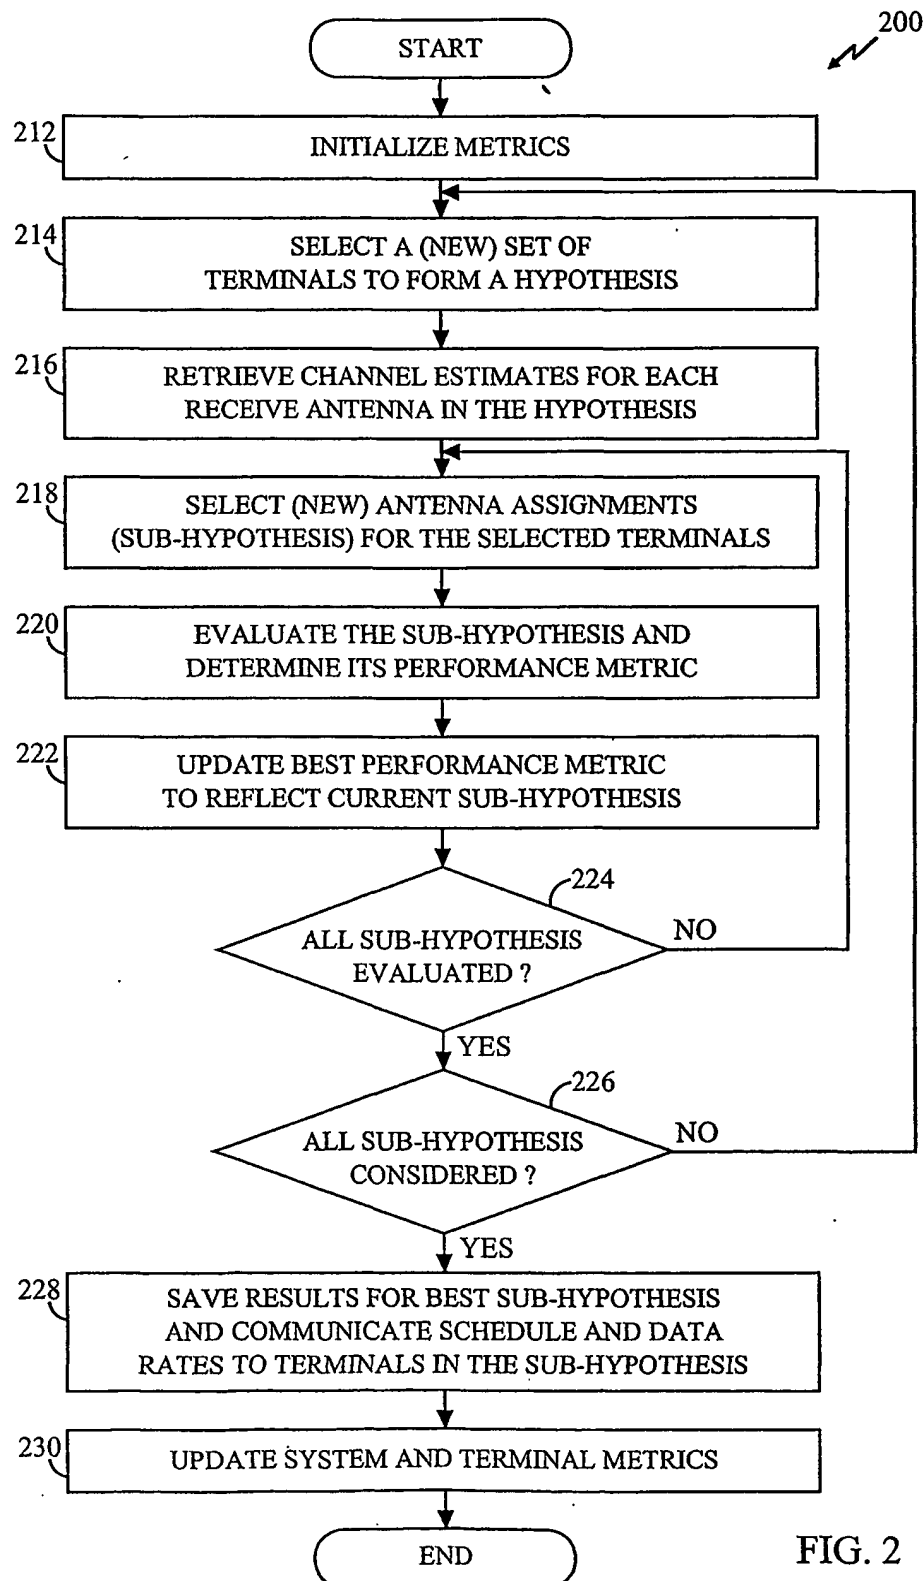 200
START
212
INITIALIZE METRICS
214
SELECT A (NEW) SET OF
TERMINALS TO FORM A HYPOTHESIS
216
RETRIEVE CHANNEL ESTIMATES FOR EACH
RECEIVE ANTENNA IN THE HYPOTHESIS
218
SELECT (NEW) ANTENNA ASSIGNMENTS
(SUB-HYPOTHESIS) FOR THE SELECTED TERMINALS
220
EVALUATE THE SUB-HYPOTHESIS AND
DETERMINE ITS PERFORMANCE METRIC
222
UPDATE BEST PERFORMANCE METRIC
TO REFLECT CURRENT SUB-HYPOTHESIS
224
ALL SUB-HYPOTHESIS
EVALUATED ?
NO
YES
226
ALL SUB-HYPOTHESIS
CONSIDERED ?
NO
YES
228
SAVE RESULTS FOR BEST SUB-HYPOTHESIS
AND COMMUNICATE SCHEDULE AND DATA
RATES TO TERMINALS IN THE SUB-HYPOTHESIS
230
UPDATE SYSTEM AND TERMINAL METRICS
END
FIG. 2